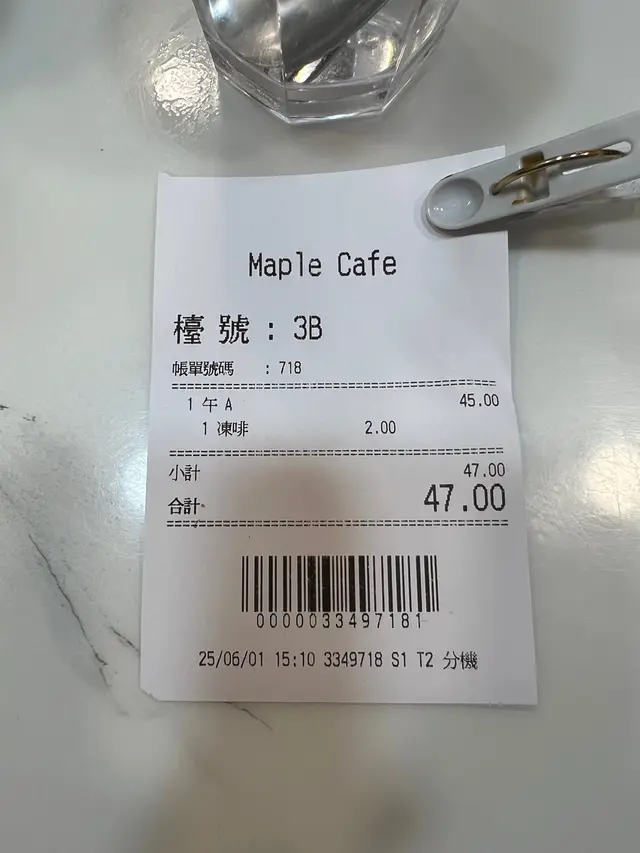 Maple Cafe
檯號 : 3B
帳單號碼 : 718
1 午 A 45.00
1 凍啡 2.00
小計 47.00
合計 47.00
0000033497181
25/06/01 15:10 3349718 S1 T2 分機